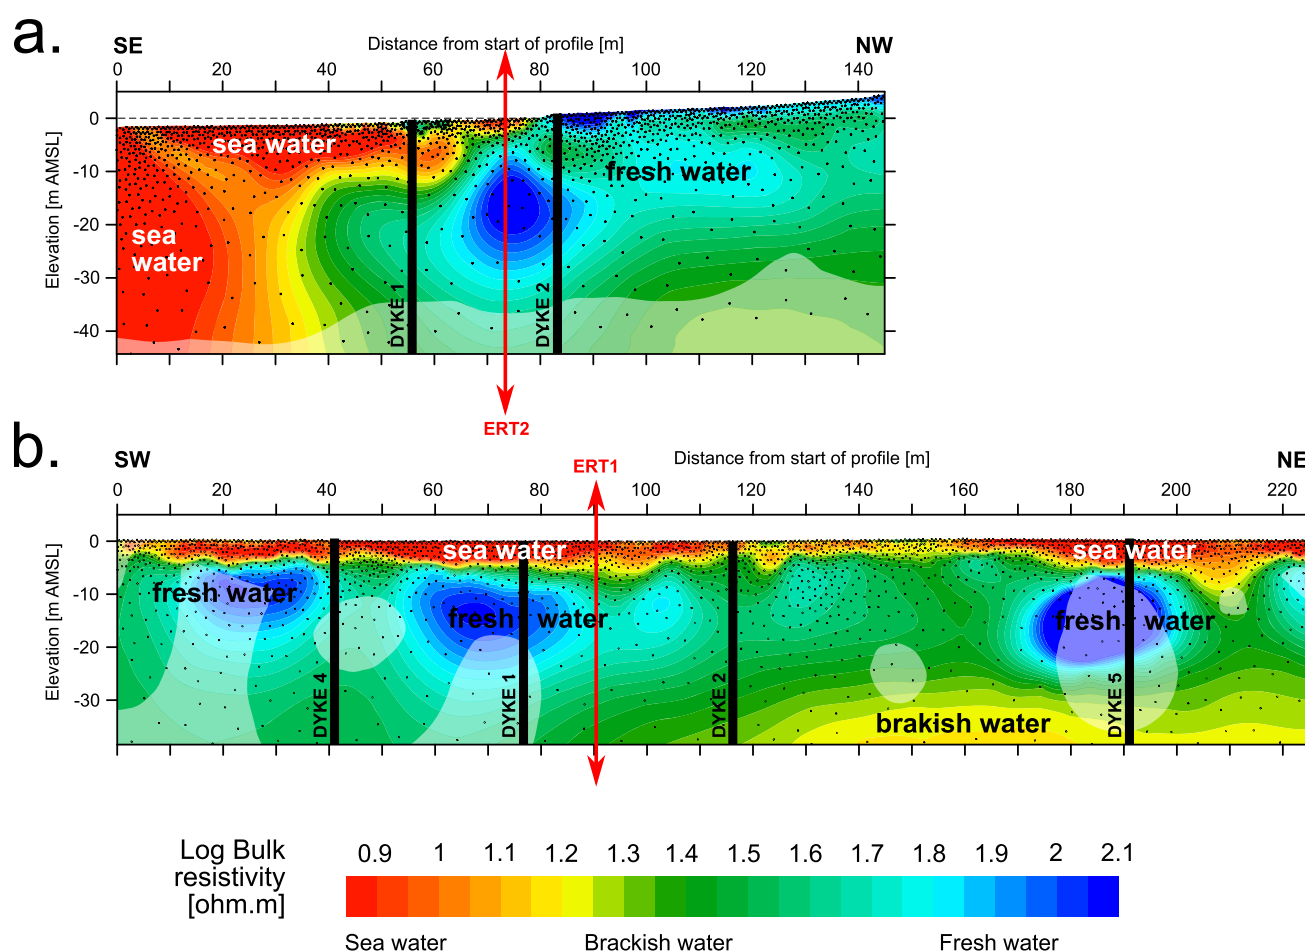 a.
SE
Distance from start of profile [m]
NW
0 20 40 60 80 100 120 140
Elevation [m AMSL]
0
-10
-20
-30
-40
sea water
sea
water
fresh water
DYKE 1
DYKE 2
ERT2
b.
SW
ERT1
Distance from start of profile [m]
NE
0 20 40 60 80 100 120 140 160 180 200 220
Elevation [m AMSL]
0
-10
-20
-30
sea water
sea water
fresh water
fresh water
fresh water
DYKE 4
DYKE 1
DYKE 2
DYKE 5
brakish water
Log Bulk
resistivity
[ohm.m]
0.9 1 1.1 1.2 1.3 1.4 1.5 1.6 1.7 1.8 1.9 2 2.1
Sea water Brackish water Fresh water